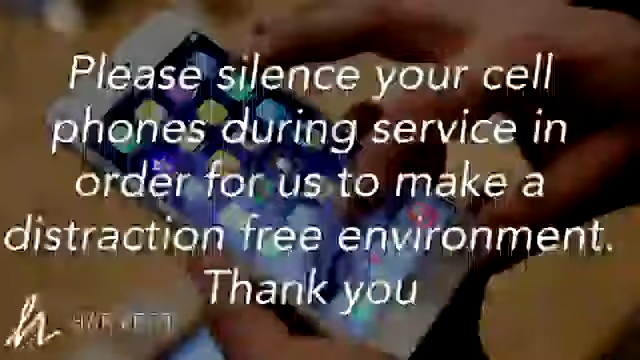 Please silence your cell
phones during service in
order for us to make a
distraction free environment.
Thank you